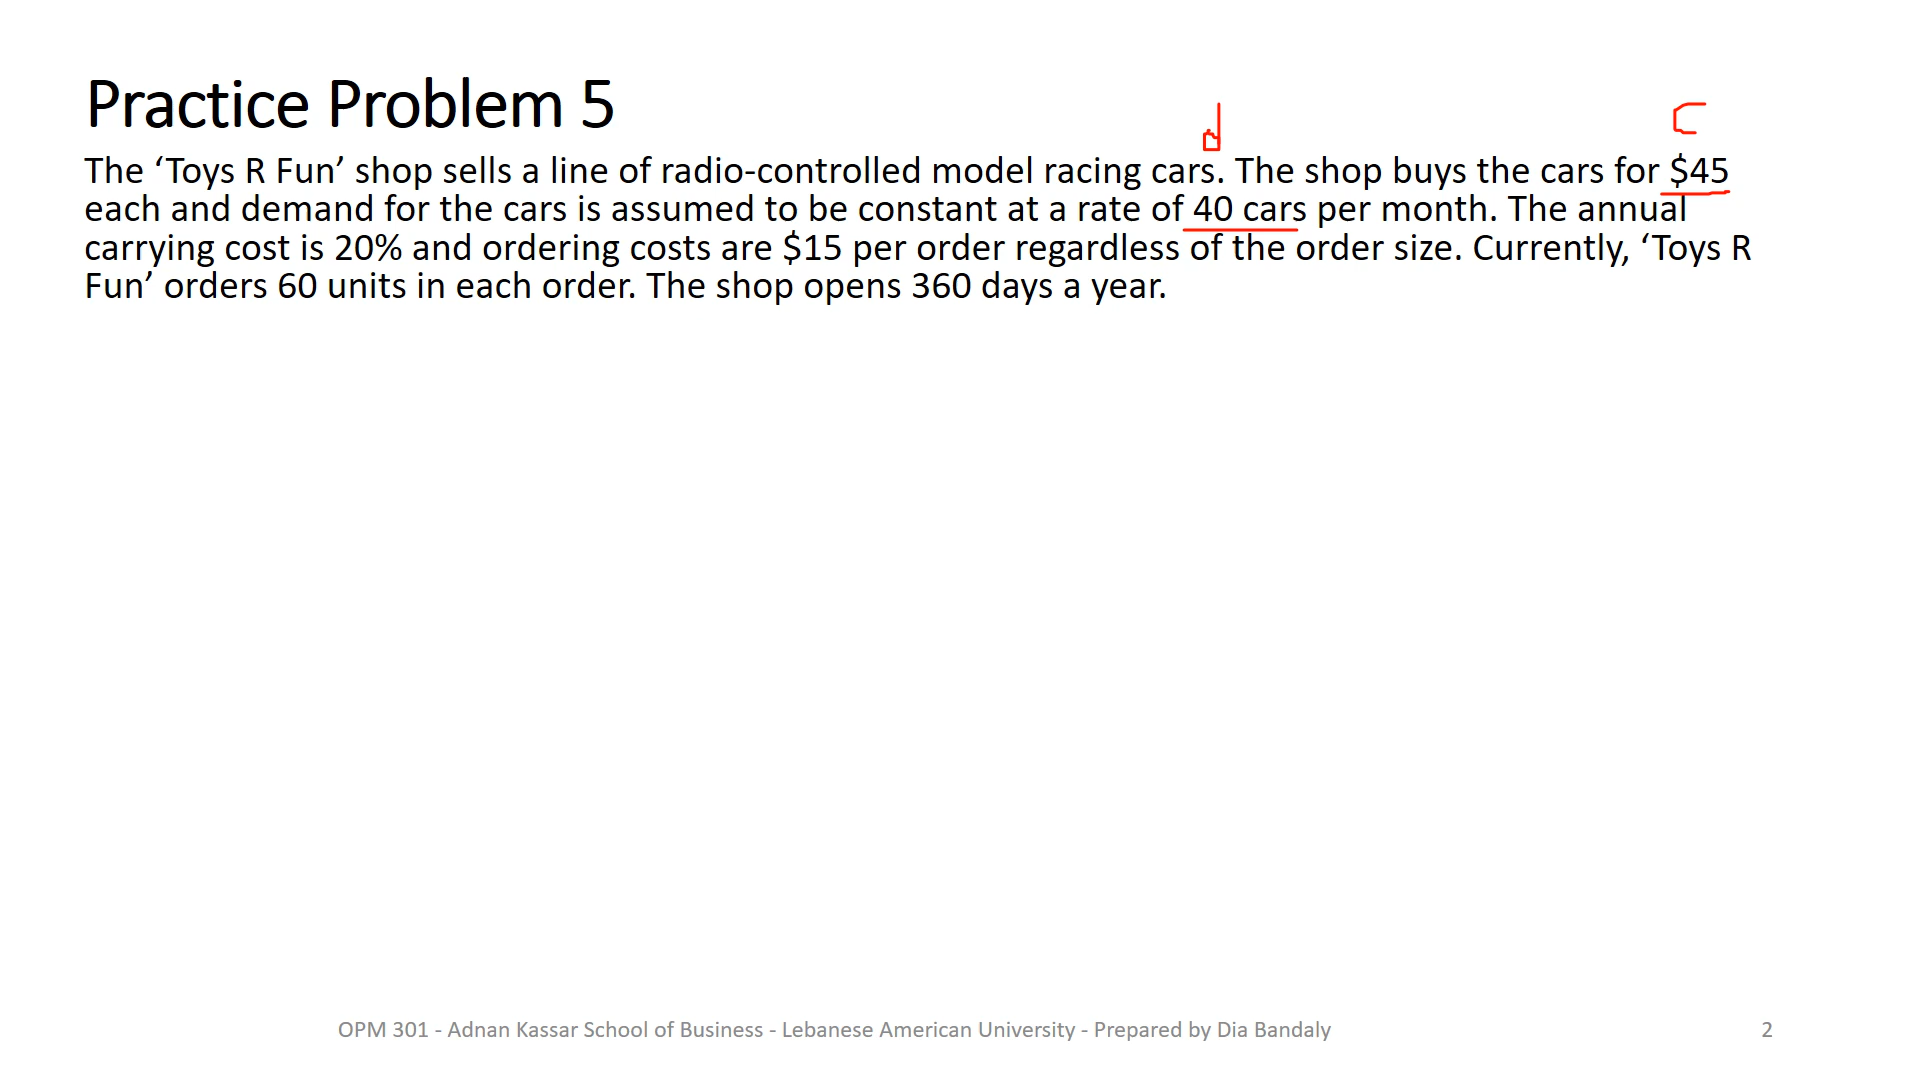 Practice Problem 5
d
C
The ‘Toys R Fun’ shop sells a line of radio-controlled model racing cars. The shop buys the cars for $45
each and demand for the cars is assumed to be constant at a rate of 40 cars per month. The annual
carrying cost is 20% and ordering costs are $15 per order regardless of the order size. Currently, ‘Toys R
Fun’ orders 60 units in each order. The shop opens 360 days a year.
OPM 301 - Adnan Kassar School of Business - Lebanese American University - Prepared by Dia Bandaly
2